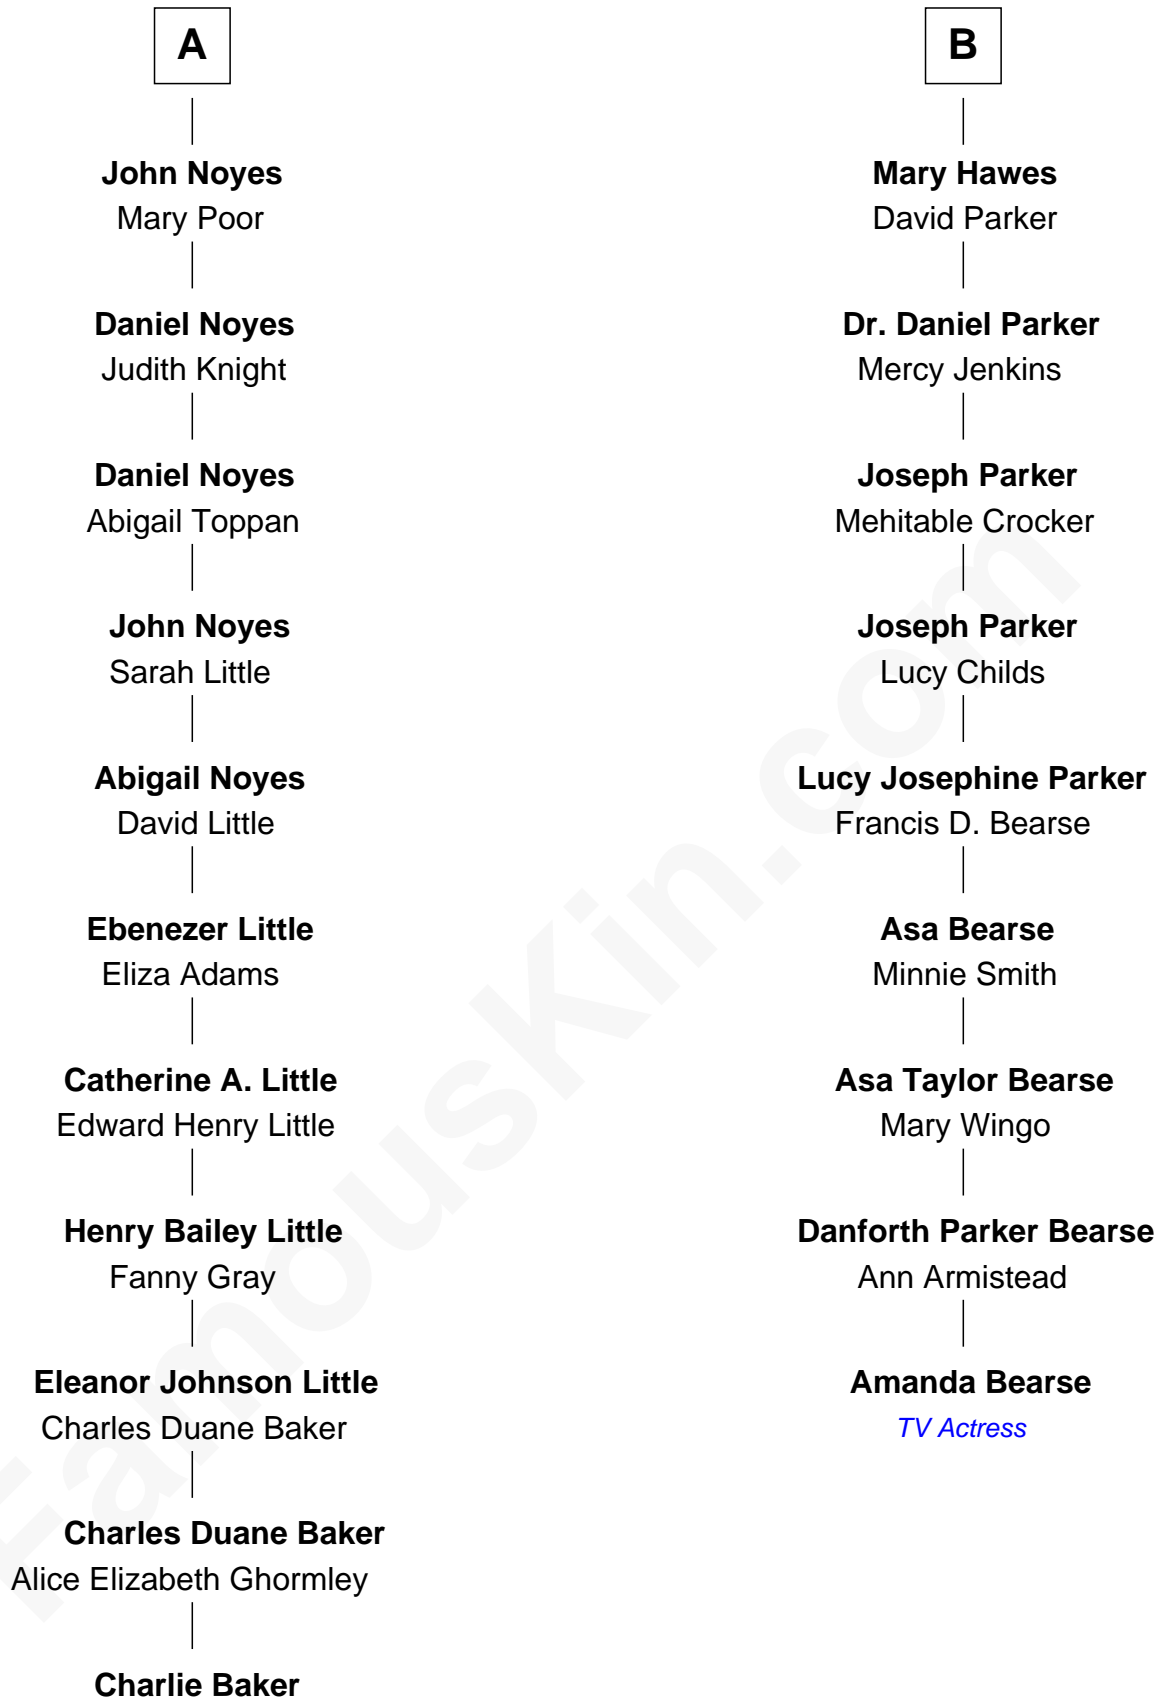 A
John Noyes
Mary Poor
Daniel Noyes
Judith Knight
Daniel Noyes
Abigail Toppan
John Noyes
Sarah Little
Abigail Noyes
David Little
Ebenezer Little
Eliza Adams
Catherine A. Little
Edward Henry Little
Henry Bailey Little
Fanny Gray
Eleanor Johnson Little
Charles Duane Baker
Charles Duane Baker
Alice Elizabeth Ghormley
Charlie Baker
B
Mary Hawes
David Parker
Dr. Daniel Parker
Mercy Jenkins
Joseph Parker
Mehitable Crocker
Joseph Parker
Lucy Childs
Lucy Josephine Parker
Francis D. Bearse
Asa Bearse
Minnie Smith
Asa Taylor Bearse
Mary Wingo
Danforth Parker Bearse
Ann Armistead
Amanda Bearse
TV Actress
FamousKin.com